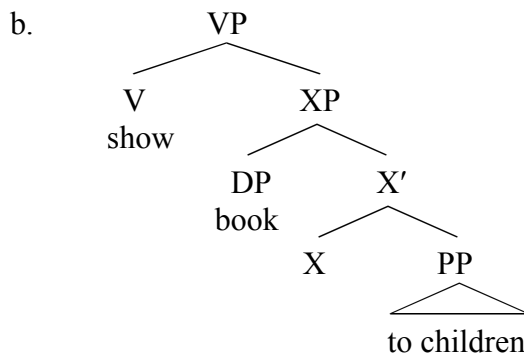 b. VP
V XP
show
DP X′
book
X PP
to children